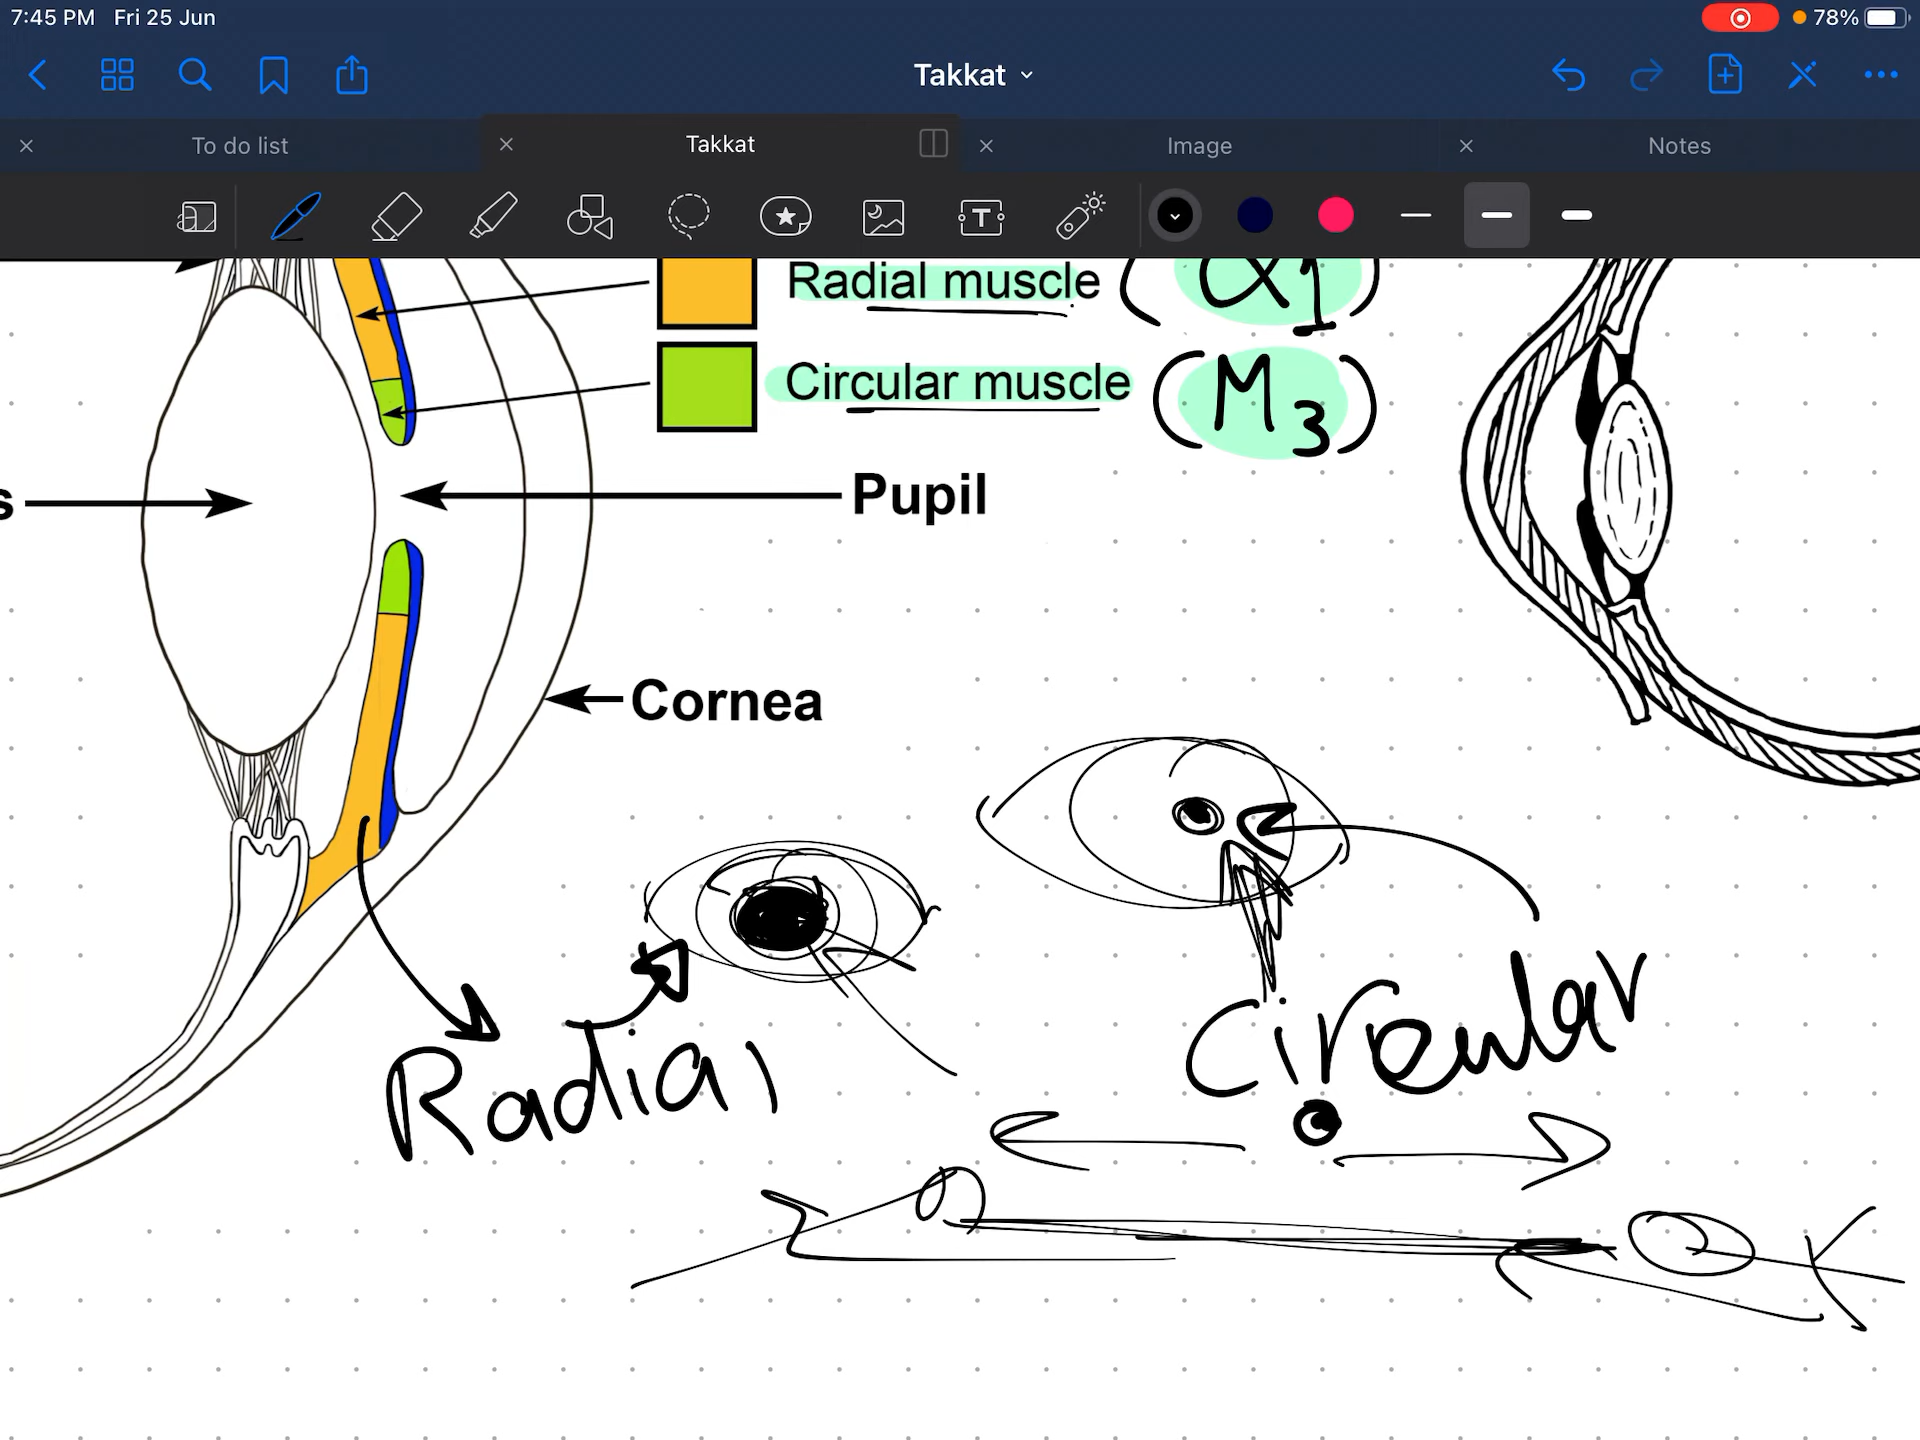 7:45 PM Fri 25 Jun
78%
Takkat
To do list
Takkat
Image
Notes
Radial muscle (α1)
Circular muscle (M3)
s
Pupil
Cornea
Radial
Circular